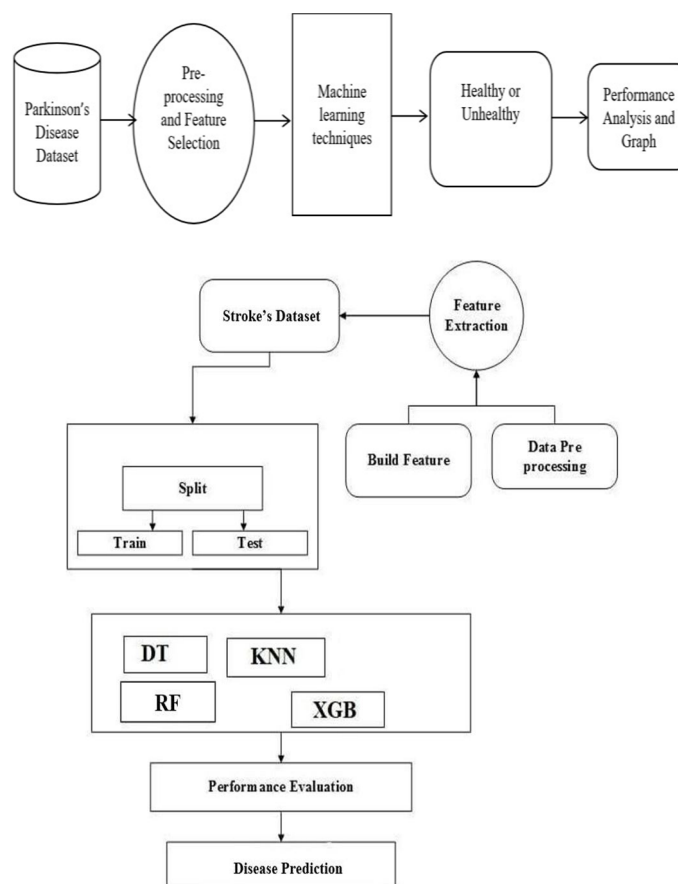 Parkinson's
Disease
Dataset
Pre-
processing
and Feature
Selection
Machine
learning
techniques
Healthy or
Unhealthy
Performance
Analysis and
Graph
Stroke's Dataset
Feature
Extraction
Build Feature
Data Pre
processing
Split
Train
Test
DT
KNN
RF
XGB
Performance Evaluation
Disease Prediction